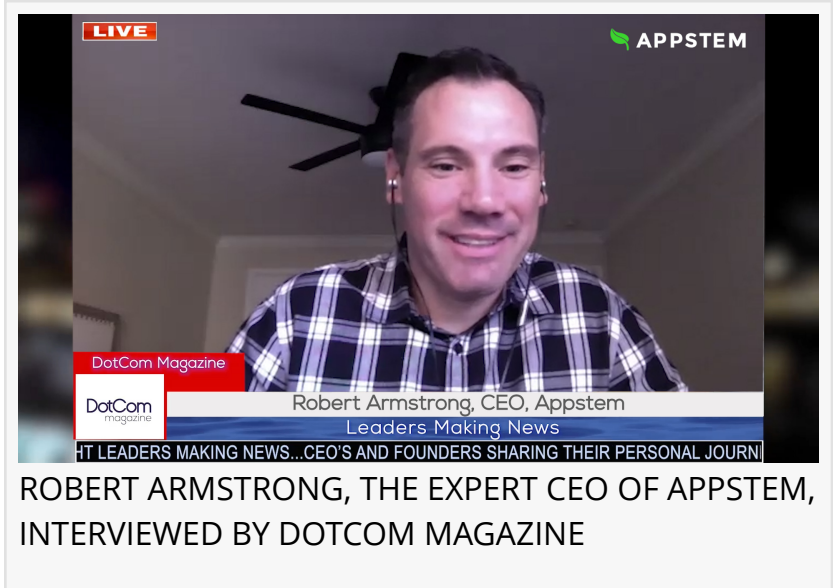 LIVE
APPSTEM
DotCom Magazine
DotCom
magazine
Robert Armstrong, CEO, Appstem
Leaders Making News
HT LEADERS MAKING NEWS...CEO'S AND FOUNDERS SHARING THEIR PERSONAL JOURNI
ROBERT ARMSTRONG, THE EXPERT CEO OF APPSTEM,
INTERVIEWED BY DOTCOM MAGAZINE